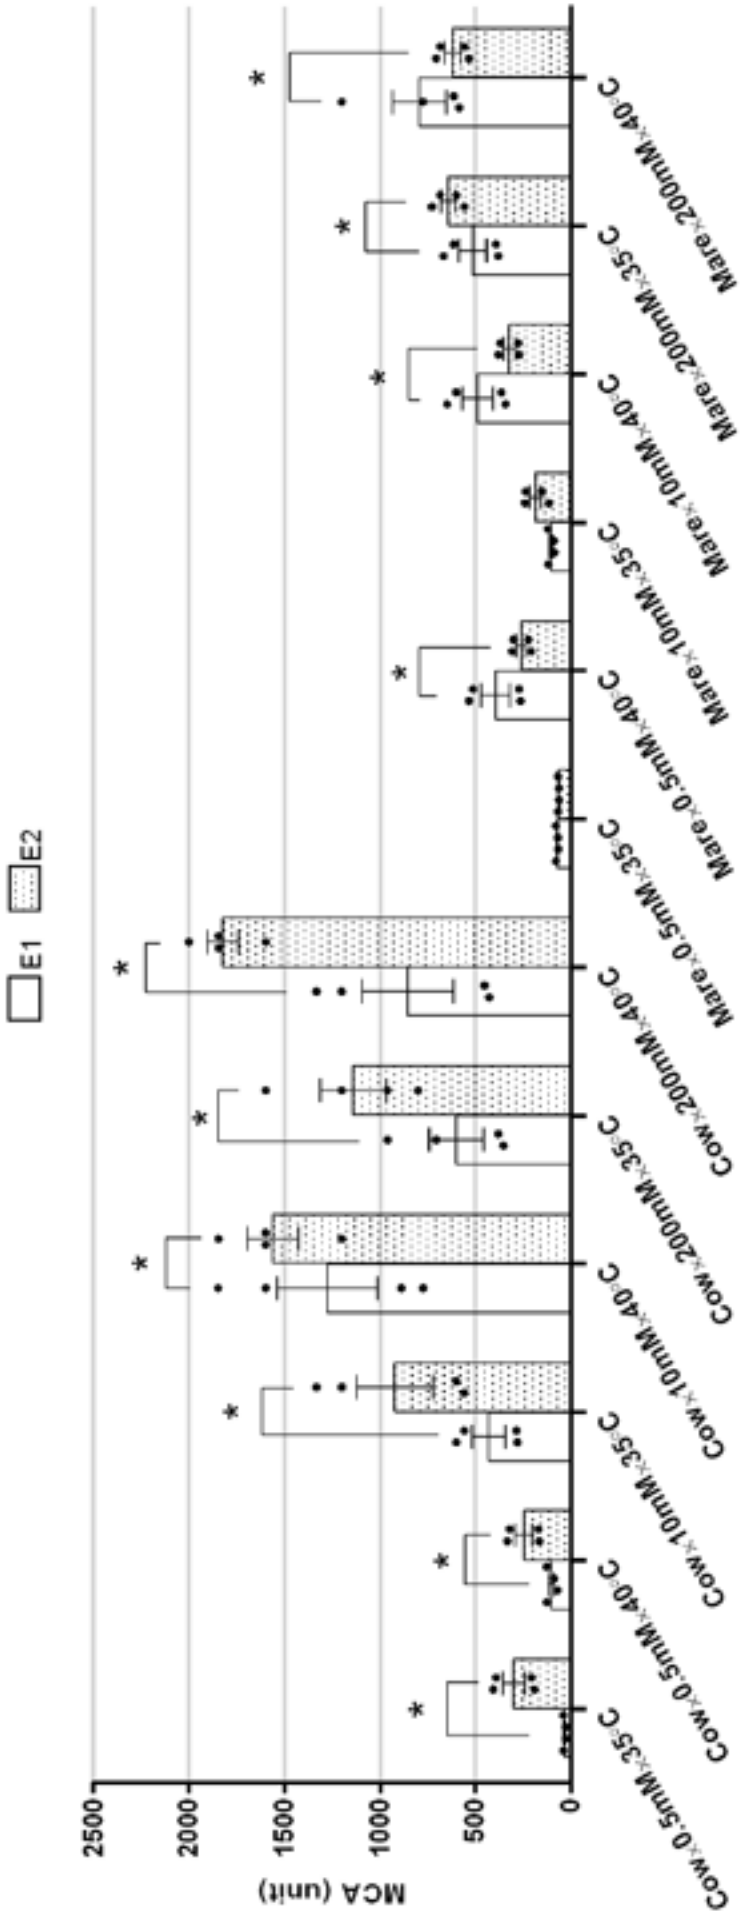 E1
E2
MCA (unit)
2500
2000
1500
1000
500
0
*
*
*
*
*
*
*
*
*
*
Cow×0.5mM×35°C
Cow×0.5mM×40°C
Cow×10mM×35°C
Cow×10mM×40°C
Cow×200mM×35°C
Cow×200mM×40°C
Mare×0.5mM×35°C
Mare×0.5mM×40°C
Mare×10mM×35°C
Mare×10mM×40°C
Mare×200mM×35°C
Mare×200mM×40°C